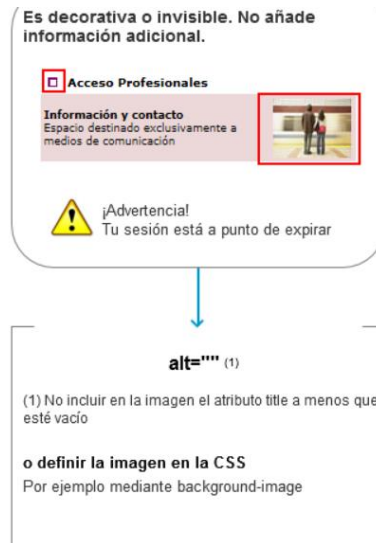 Es decorativa o invisible. No añade
información adicional.
Acceso Profesionales
Información y contacto
Espacio destinado exclusivamente a
medios de comunicación
¡Advertencia!
Tu sesión está a punto de expirar
alt="" (1)
(1) No incluir en la imagen el atributo title a menos que
esté vacío
o definir la imagen en la CSS
Por ejemplo mediante background-image